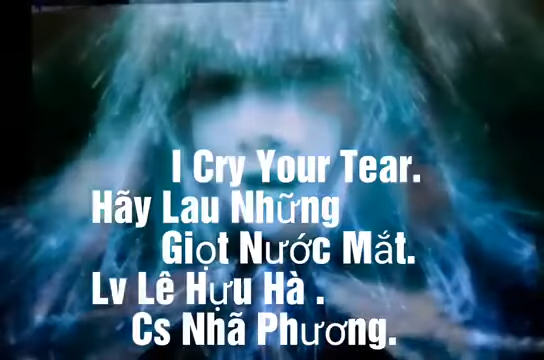 I Cry Your Tear.
Hãy Lau Những
Giọt Nước Mắt.
Lv Lê Hựu Hà .
Cs Nhã Phương.